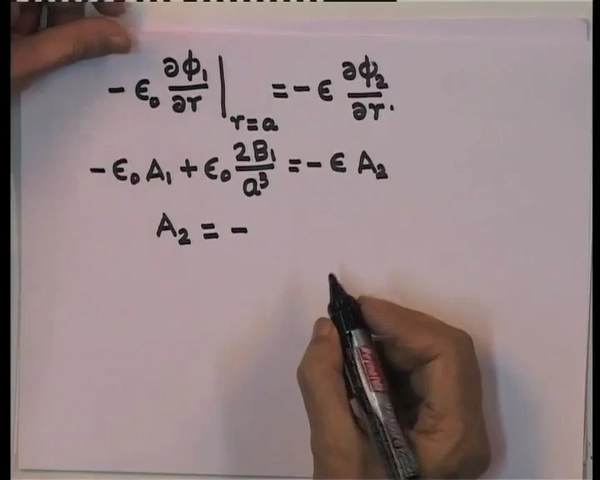 -ϵ₀ ∂ϕ₁/∂r |r=a = -ϵ ∂ϕ₂/∂r.
-ϵ₀ A₁ + ϵ₀ 2B₁/a³ = -ϵ A₂
A₂ = -